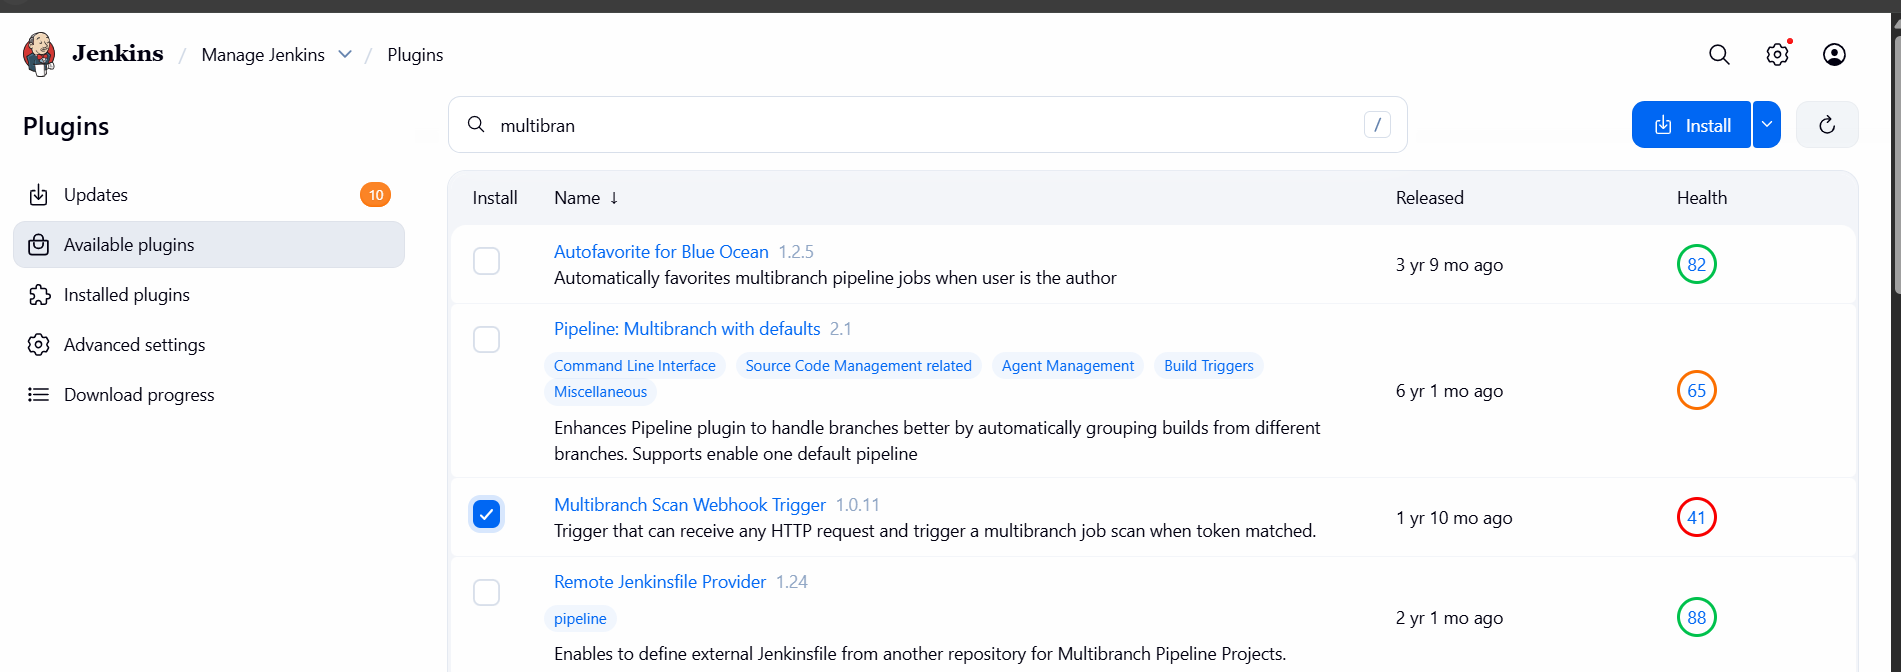 Jenkins / Manage Jenkins / Plugins
Plugins
multibran /
Install
Updates 10
Available plugins
Installed plugins
Advanced settings
Download progress
Install Name ↓ Released Health
Autofavorite for Blue Ocean 1.2.5
Automatically favorites multibranch pipeline jobs when user is the author
3 yr 9 mo ago
82
Pipeline: Multibranch with defaults 2.1
Command Line Interface Source Code Management related Agent Management Build Triggers
Miscellaneous
Enhances Pipeline plugin to handle branches better by automatically grouping builds from different
branches. Supports enable one default pipeline
6 yr 1 mo ago
65
Multibranch Scan Webhook Trigger 1.0.11
Trigger that can receive any HTTP request and trigger a multibranch job scan when token matched.
1 yr 10 mo ago
41
Remote Jenkinsfile Provider 1.24
pipeline
Enables to define external Jenkinsfile from another repository for Multibranch Pipeline Projects.
2 yr 1 mo ago
88